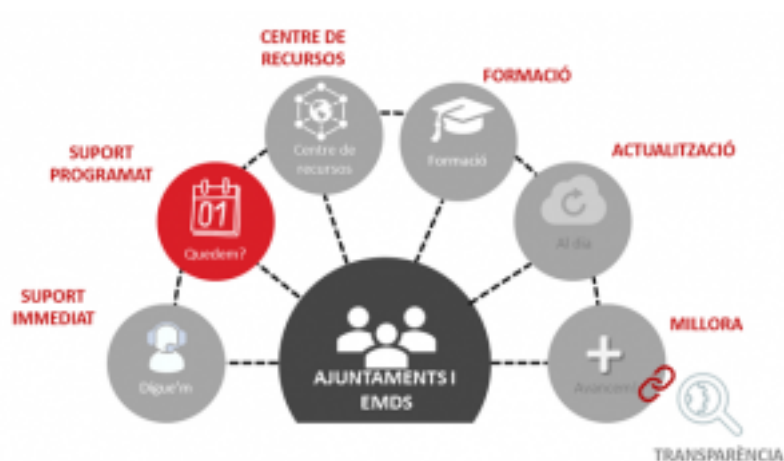 CENTRE DE
RECURSOS
FORMACIÓ
SUPORT
PROGRAMAT
ACTUALITZACIÓ
Centre de
recursos
Formació
01
Quedem?
Al dia
SUPORT
IMMEDIAT
MILLORA
Digue'm
AJUNTAMENTS I
EMDS
TRANSPARÈNCIA